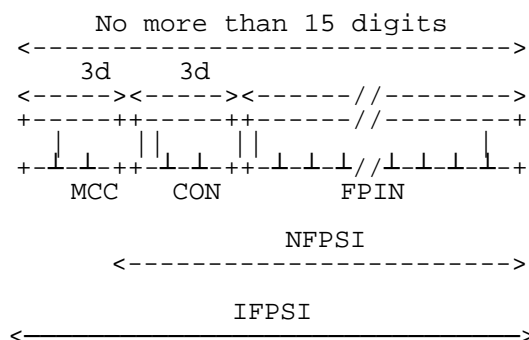 No more than 15 digits
3d 3d
MCC CON FPIN
NFPSI
IFPSI